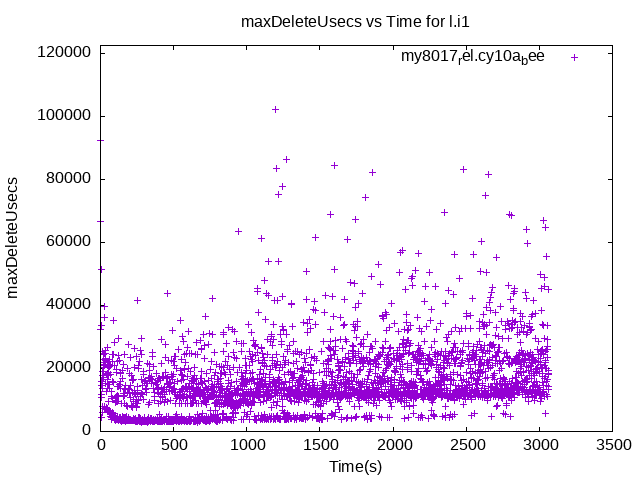 maxDeleteUsecs vs Time for l.i1
my8017rel.cy10abee
120000
100000
80000
60000
40000
20000
0
maxDeleteUsecs
0 500 1000 1500 2000 2500 3000 3500
Time(s)